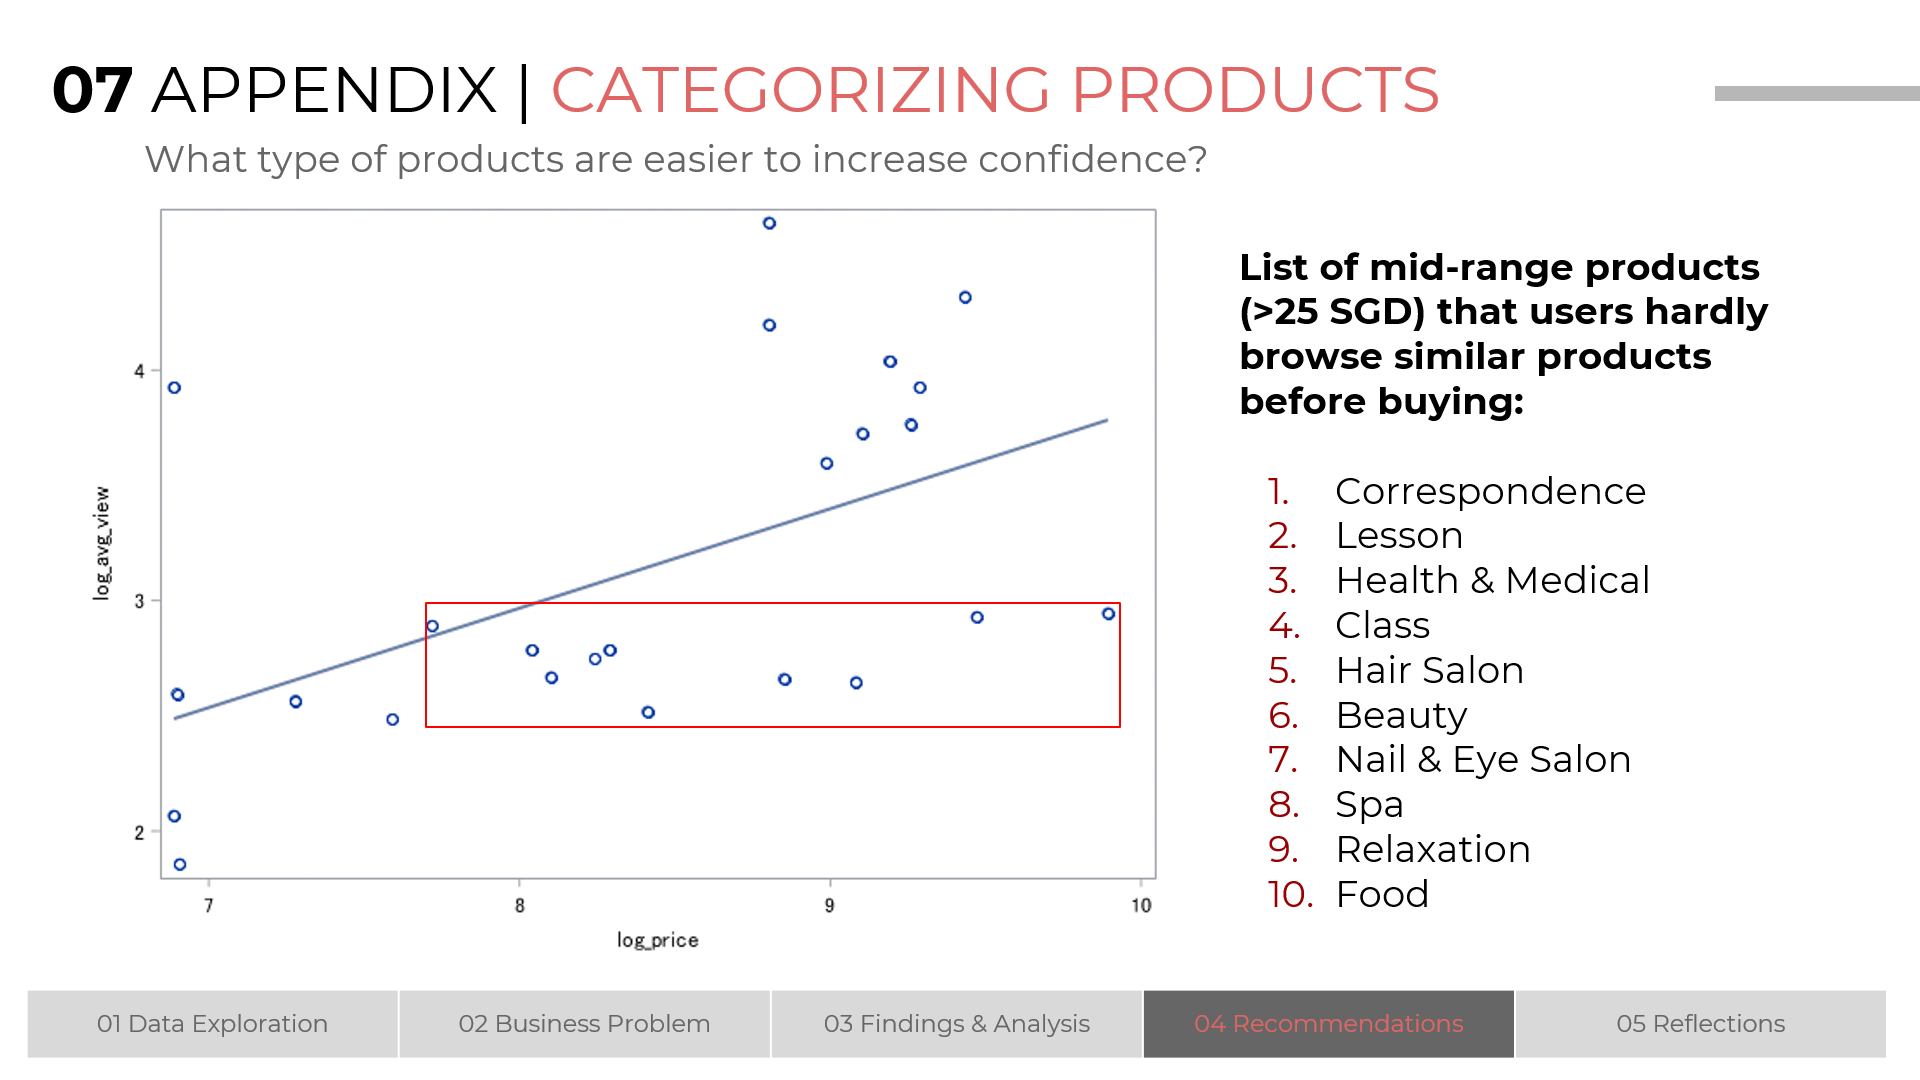 07 APPENDIX | CATEGORIZING PRODUCTS
What type of products are easier to increase confidence?
4
3
2
log_avg_view
7 8 9 10
log_price
List of mid-range products
(>25 SGD) that users hardly
browse similar products
before buying:
1. Correspondence
2. Lesson
3. Health & Medical
4. Class
5. Hair Salon
6. Beauty
7. Nail & Eye Salon
8. Spa
9. Relaxation
10. Food
01 Data Exploration 02 Business Problem 03 Findings & Analysis 04 Recommendations 05 Reflections